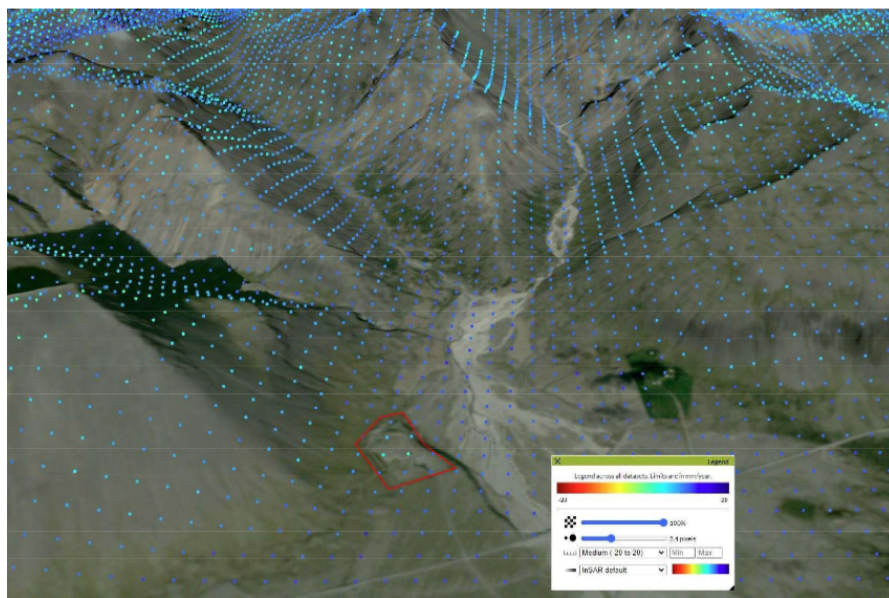 Legend
Legend across all datasets. Limits are in mm/year.
-20 20
100%
3.4 pixels
Medium (-20 to 20) Min Max
InSAR default